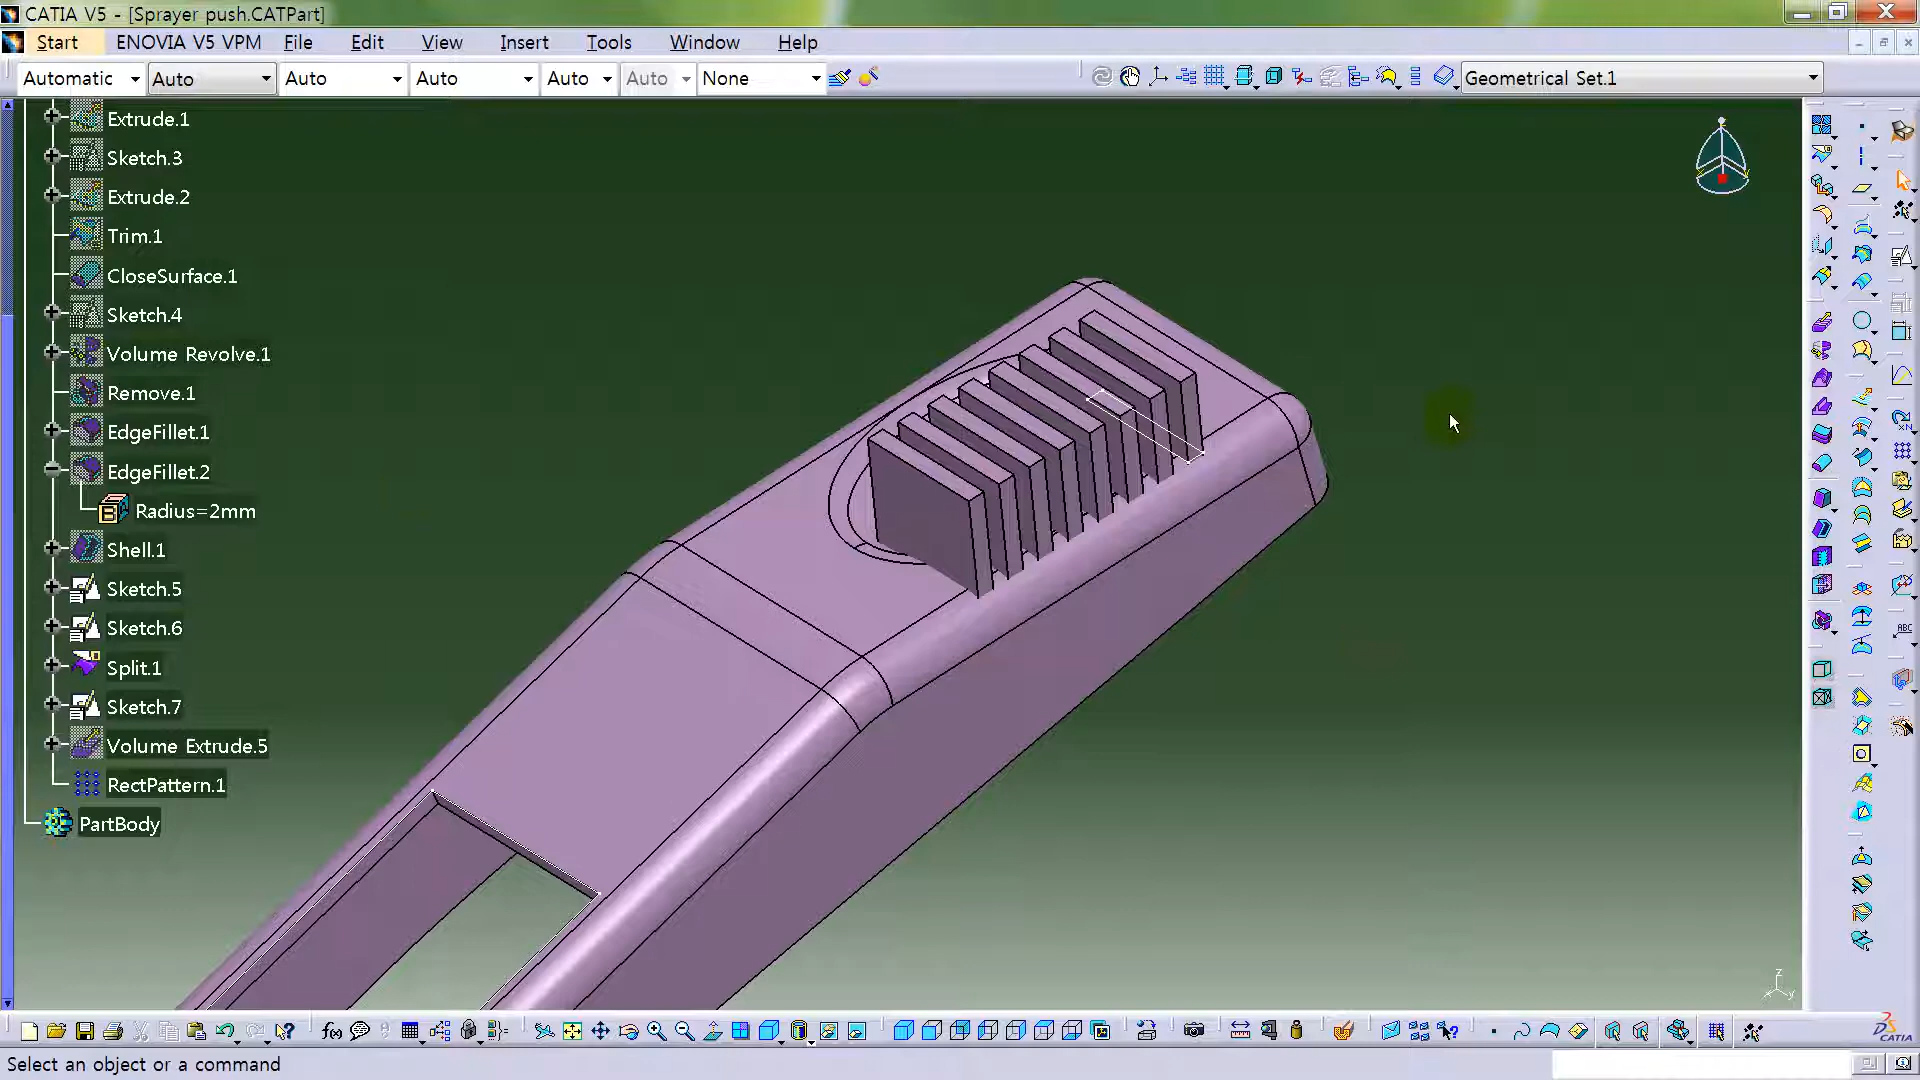 CATIA V5 - [Sprayer push.CATPart]
Start ENOVIA V5 VPM File Edit View Insert Tools Window Help
Automatic Auto Auto Auto Auto Auto None Geometrical Set.1
Extrude.1
Sketch.3
Extrude.2
Trim.1
CloseSurface.1
Sketch.4
Volume Revolve.1
Remove.1
EdgeFillet.1
EdgeFillet.2
Radius=2mm
Shell.1
Sketch.5
Sketch.6
Split.1
Sketch.7
Volume Extrude.5
RectPattern.1
PartBody
ABC
z
y
f(x)
CATIA
Select an object or a command